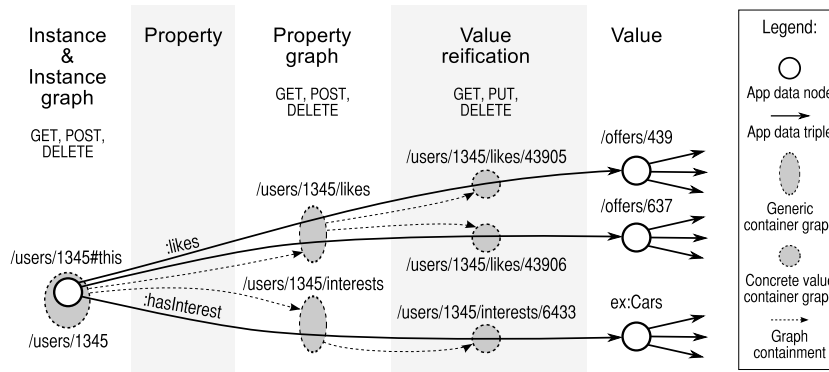 Instance
&
Instance
graph
GET, POST,
DELETE
Property
Property
graph
GET, POST,
DELETE
Value
reification
GET, PUT,
DELETE
Value
/offers/439
/users/1345/likes/43905
/users/1345/likes
/offers/637
:likes
/users/1345#this
/users/1345/likes/43906
/users/1345/interests
:hasInterest
/users/1345/interests/6433
ex:Cars
/users/1345
Legend:
App data node
App data triple
Generic
container graph
Concrete value
container graph
Graph
containment